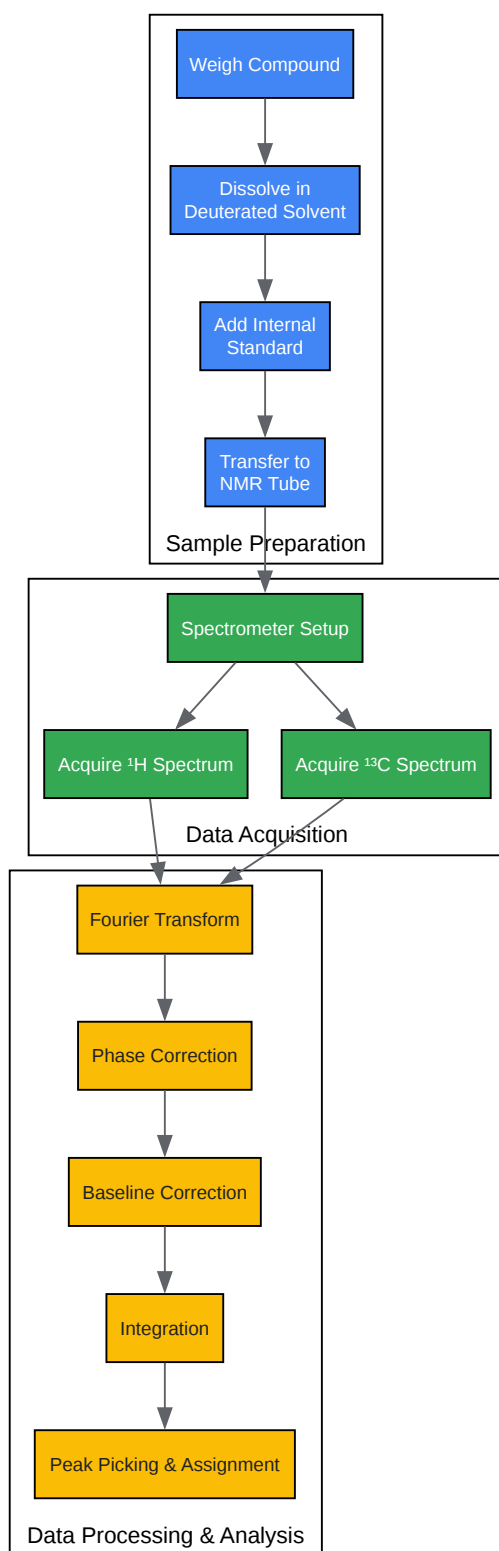 Weigh Compound
Dissolve in
Deuterated Solvent
Add Internal
Standard
Transfer to
NMR Tube
Sample Preparation
Spectrometer Setup
Acquire ¹H Spectrum
Acquire ¹³C Spectrum
Data Acquisition
Fourier Transform
Phase Correction
Baseline Correction
Integration
Peak Picking & Assignment
Data Processing & Analysis